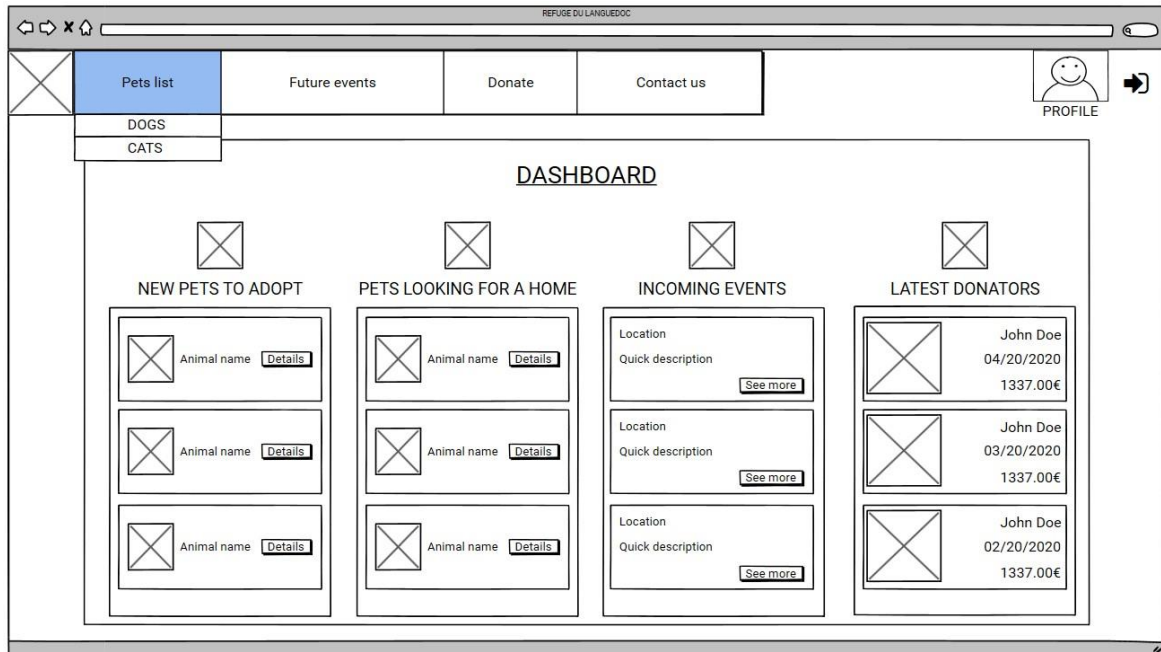 REFUGE DU LANGUEDOC
Pets list
Future events
Donate
Contact us
PROFILE
DOGS
CATS
DASHBOARD
NEW PETS TO ADOPT
Animal name
Details
Animal name
Details
Animal name
Details
PETS LOOKING FOR A HOME
Animal name
Details
Animal name
Details
Animal name
Details
INCOMING EVENTS
Location
Quick description
See more
Location
Quick description
See more
Location
Quick description
See more
LATEST DONATORS
John Doe
04/20/2020
1337.00€
John Doe
03/20/2020
1337.00€
John Doe
02/20/2020
1337.00€